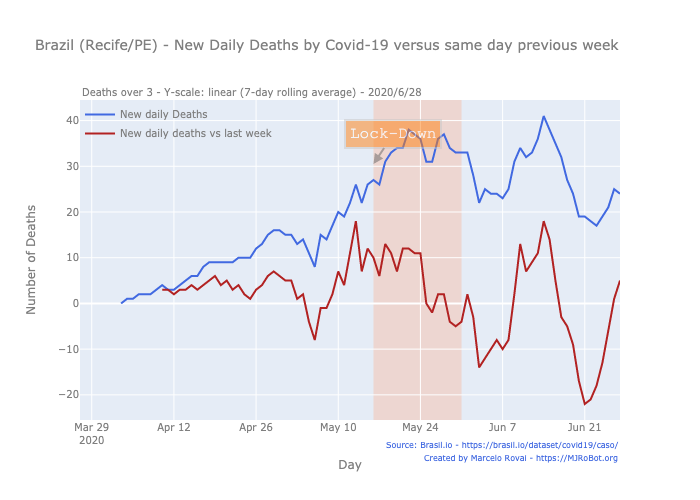 Brazil (Recife/PE) - New Daily Deaths by Covid-19 versus same day previous week
Deaths over 3 - Y-scale: linear (7-day rolling average) - 2020/6/28
New daily Deaths
New daily deaths vs last week
Lock-Down
Number of Deaths
40
30
20
10
0
−10
−20
Mar 29
2020
Apr 12
Apr 26
May 10
May 24
Jun 7
Jun 21
Day
Source: Brasil.io - https://brasil.io/dataset/covid19/caso/
Created by Marcelo Rovai - https://MJRoBot.org